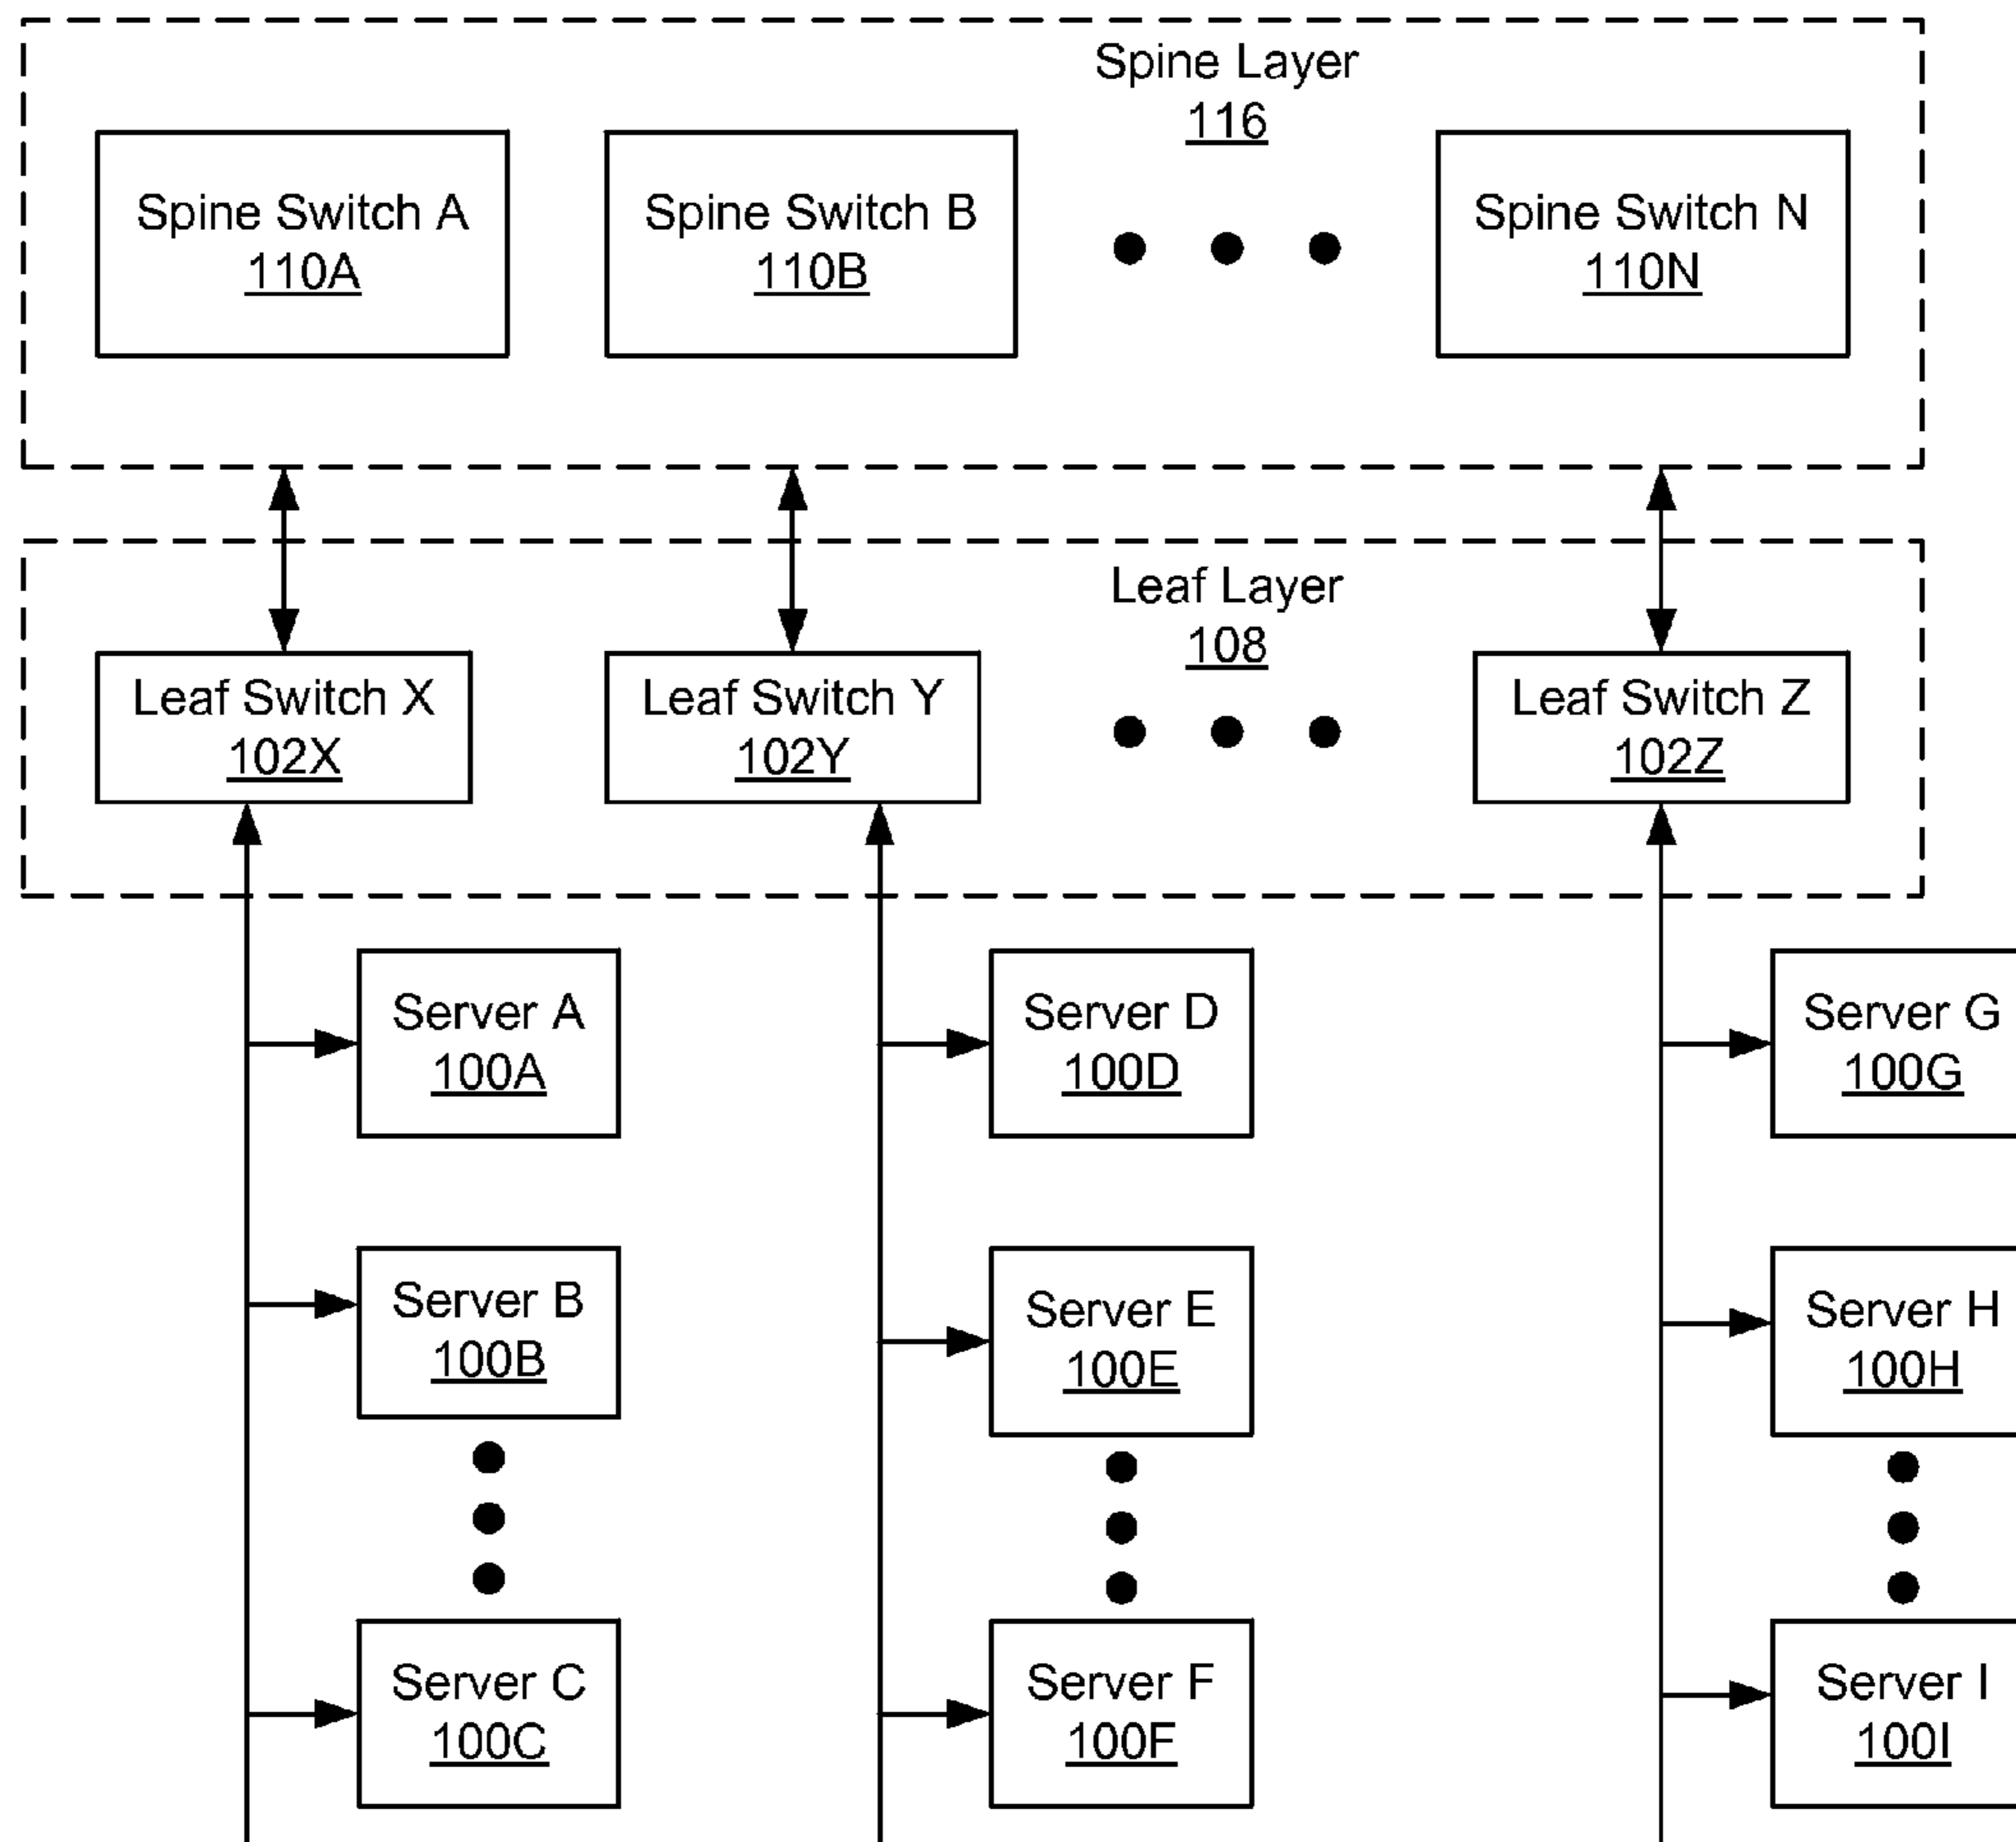 Spine Layer
116
Spine Switch A
110A
Spine Switch B
110B
Spine Switch N
110N
Leaf Layer
108
Leaf Switch X
102X
Leaf Switch Y
102Y
Leaf Switch Z
102Z
Server A
100A
Server D
100D
Server G
100G
Server B
100B
Server E
100E
Server H
100H
Server C
100C
Server F
100F
Server I
100I